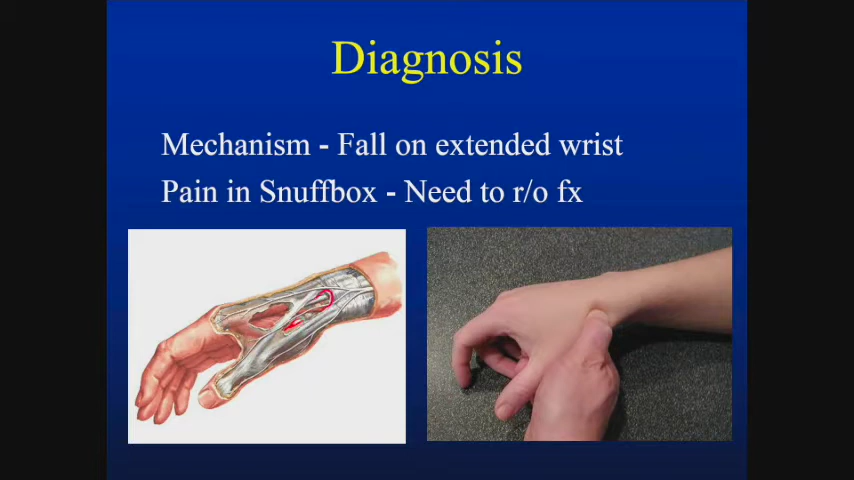 Diagnosis
Mechanism - Fall on extended wrist
Pain in Snuffbox - Need to r/o fx